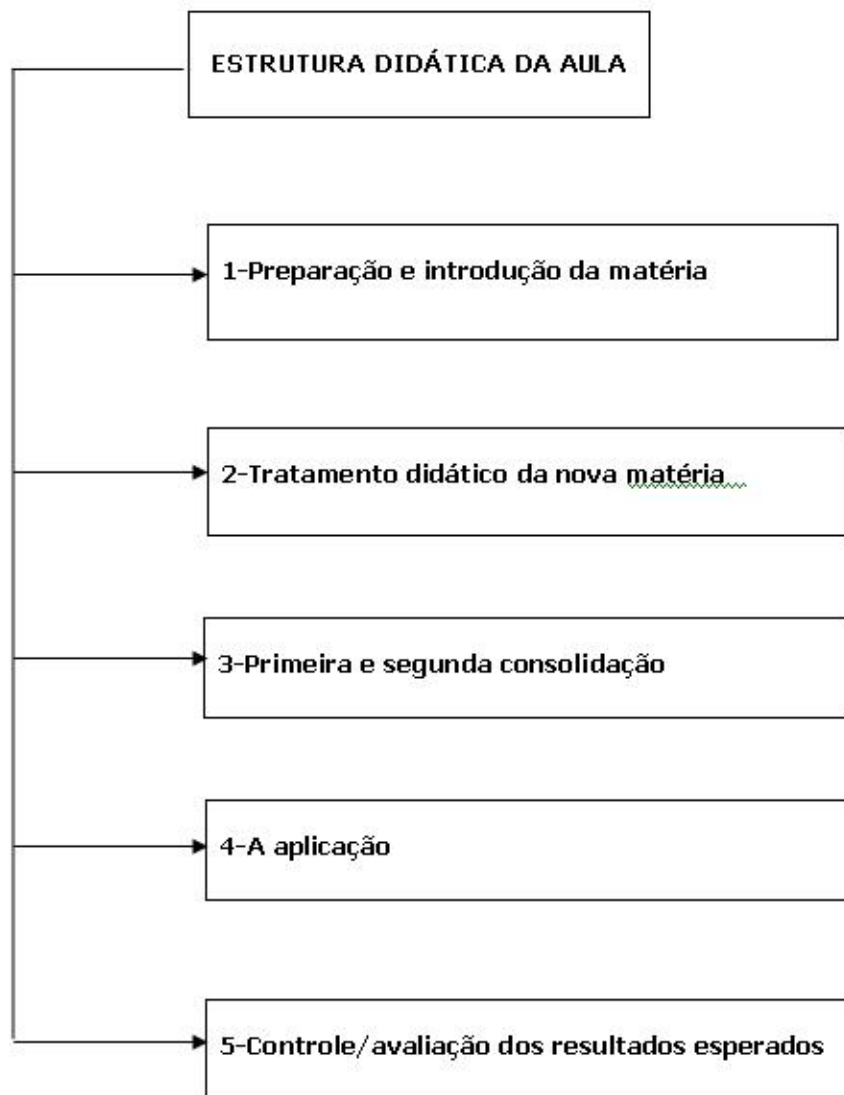 ESTRUTURA DIDÁTICA DA AULA
1-Preparação e introdução da matéria
2-Tratamento didático da nova matéria
3-Primeira e segunda consolidação
4-A aplicação
5-Controle/avaliação dos resultados esperados